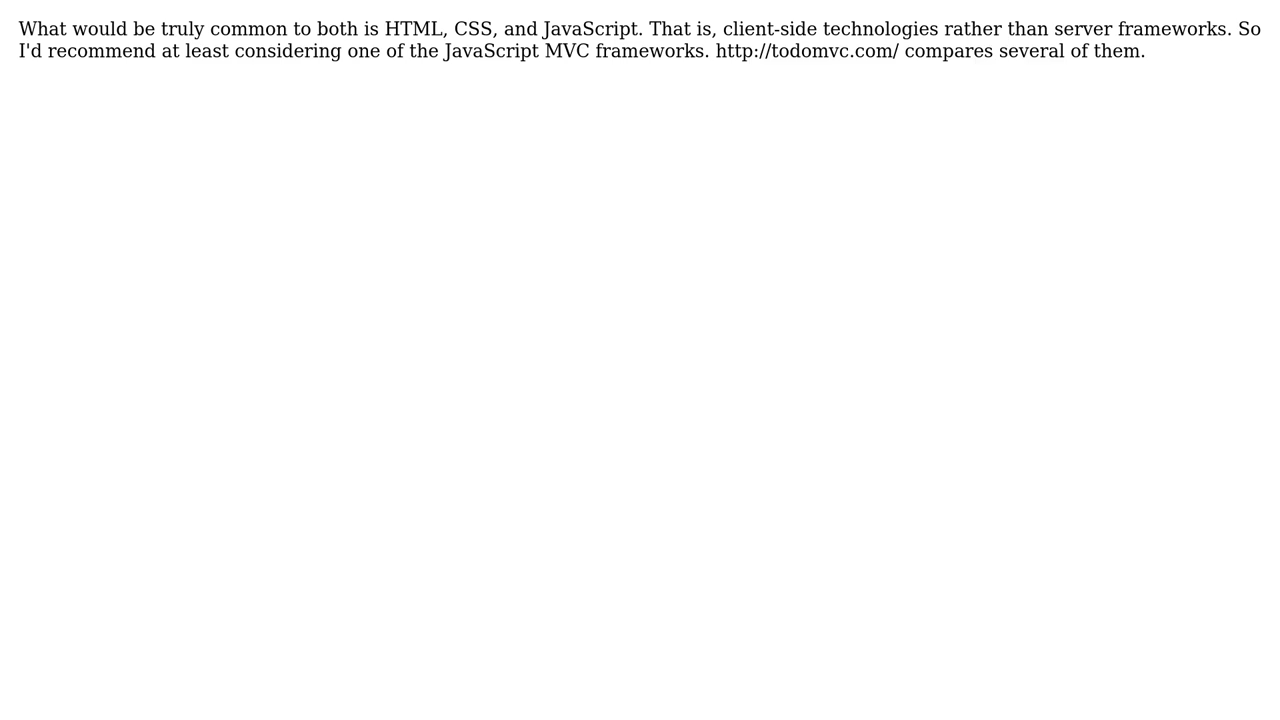 What would be truly common to both is HTML, CSS, and JavaScript. That is, client-side technologies rather than server frameworks. So
I'd recommend at least considering one of the JavaScript MVC frameworks. http://todomvc.com/ compares several of them.